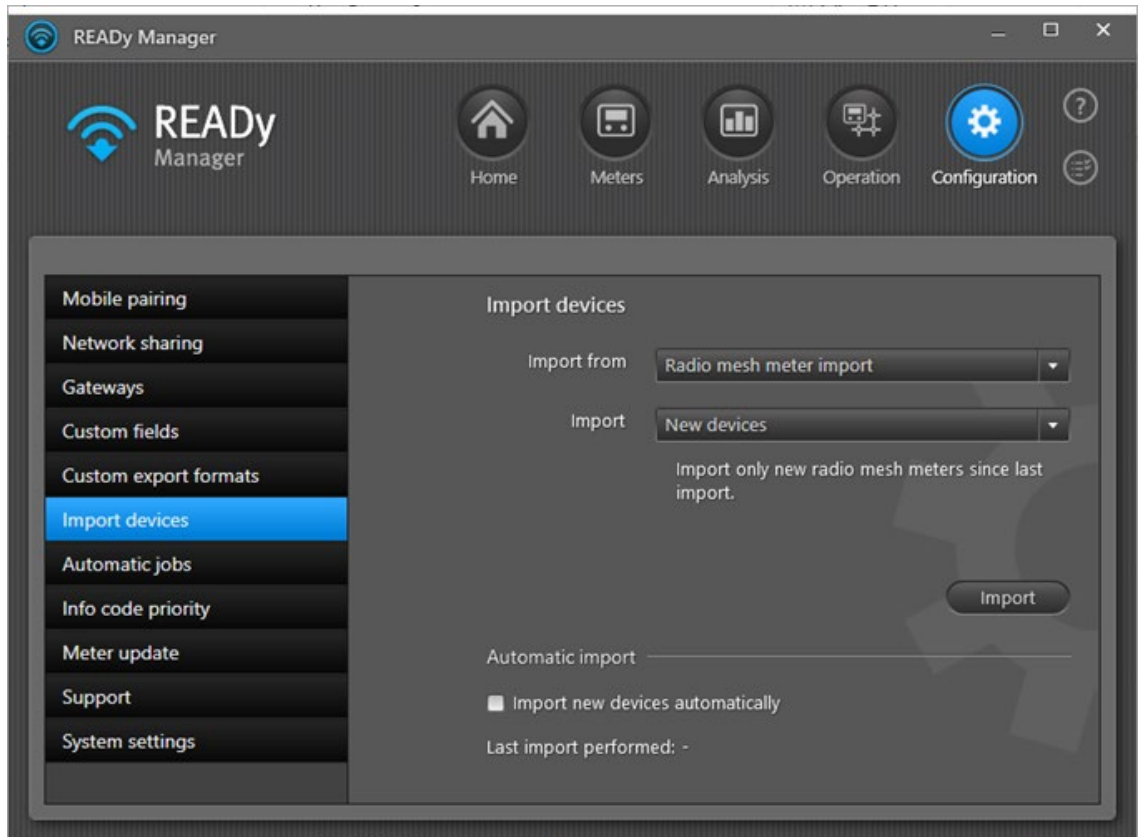 READy Manager
READy
Manager
Home
Meters
Analysis
Operation
Configuration
?
Mobile pairing
Network sharing
Gateways
Custom fields
Custom export formats
Import devices
Automatic jobs
Info code priority
Meter update
Support
System settings
Import devices
Import from
Radio mesh meter import
Import
New devices
Import only new radio mesh meters since last
import.
Import
Automatic import
Import new devices automatically
Last import performed: -